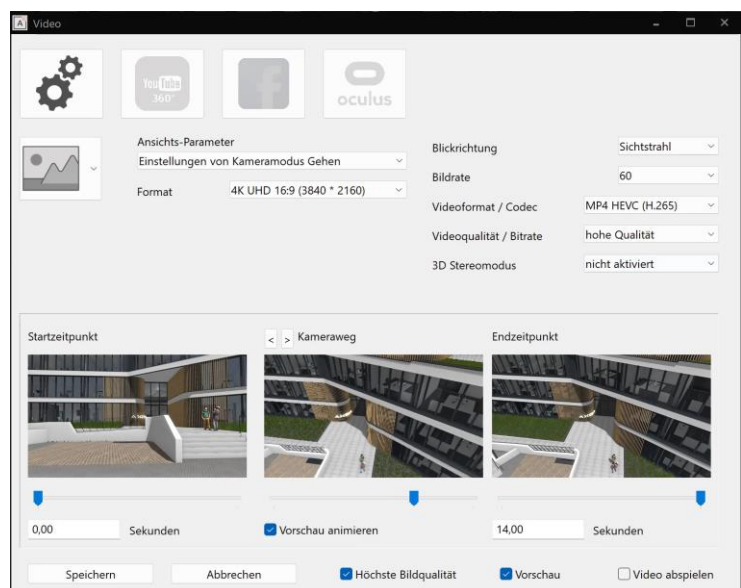 A Video
You Tube
360°
f
oculus
Ansichts-Parameter
Einstellungen von Kameramodus Gehen
Format 4K UHD 16:9 (3840 * 2160)
Blickrichtung Sichtstrahl
Bildrate 60
Videoformat / Codec MP4 HEVC (H.265)
Videoqualität / Bitrate hohe Qualität
3D Stereomodus nicht aktiviert
Startzeitpunkt < > Kameraweg Endzeitpunkt
0,00 Sekunden Vorschau animieren 14,00 Sekunden
Speichern Abbrechen Höchste Bildqualität Vorschau Video abspielen